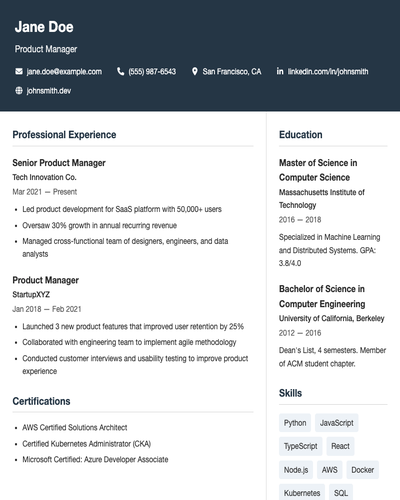 Jane Doe
Product Manager
jane.doe@example.com (555) 987-6543 San Francisco, CA linkedin.com/in/johnsmith
johnsmith.dev
Professional Experience
Senior Product Manager
Tech Innovation Co.
Mar 2021 — Present
• Led product development for SaaS platform with 50,000+ users
• Oversaw 30% growth in annual recurring revenue
• Managed cross-functional team of designers, engineers, and data
analysts
Product Manager
StartupXYZ
Jan 2018 — Feb 2021
• Launched 3 new product features that improved user retention by 25%
• Collaborated with engineering team to implement agile methodology
• Conducted customer interviews and usability testing to improve product
experience
Certifications
• AWS Certified Solutions Architect
• Certified Kubernetes Administrator (CKA)
• Microsoft Certified: Azure Developer Associate
Education
Master of Science in
Computer Science
Massachusetts Institute of
Technology
2016 — 2018
Specialized in Machine Learning
and Distributed Systems. GPA:
3.8/4.0
Bachelor of Science in
Computer Engineering
University of California, Berkeley
2012 — 2016
Dean's List, 4 semesters. Member
of ACM student chapter.
Skills
Python JavaScript
TypeScript React
Node.js AWS Docker
Kubernetes SQL